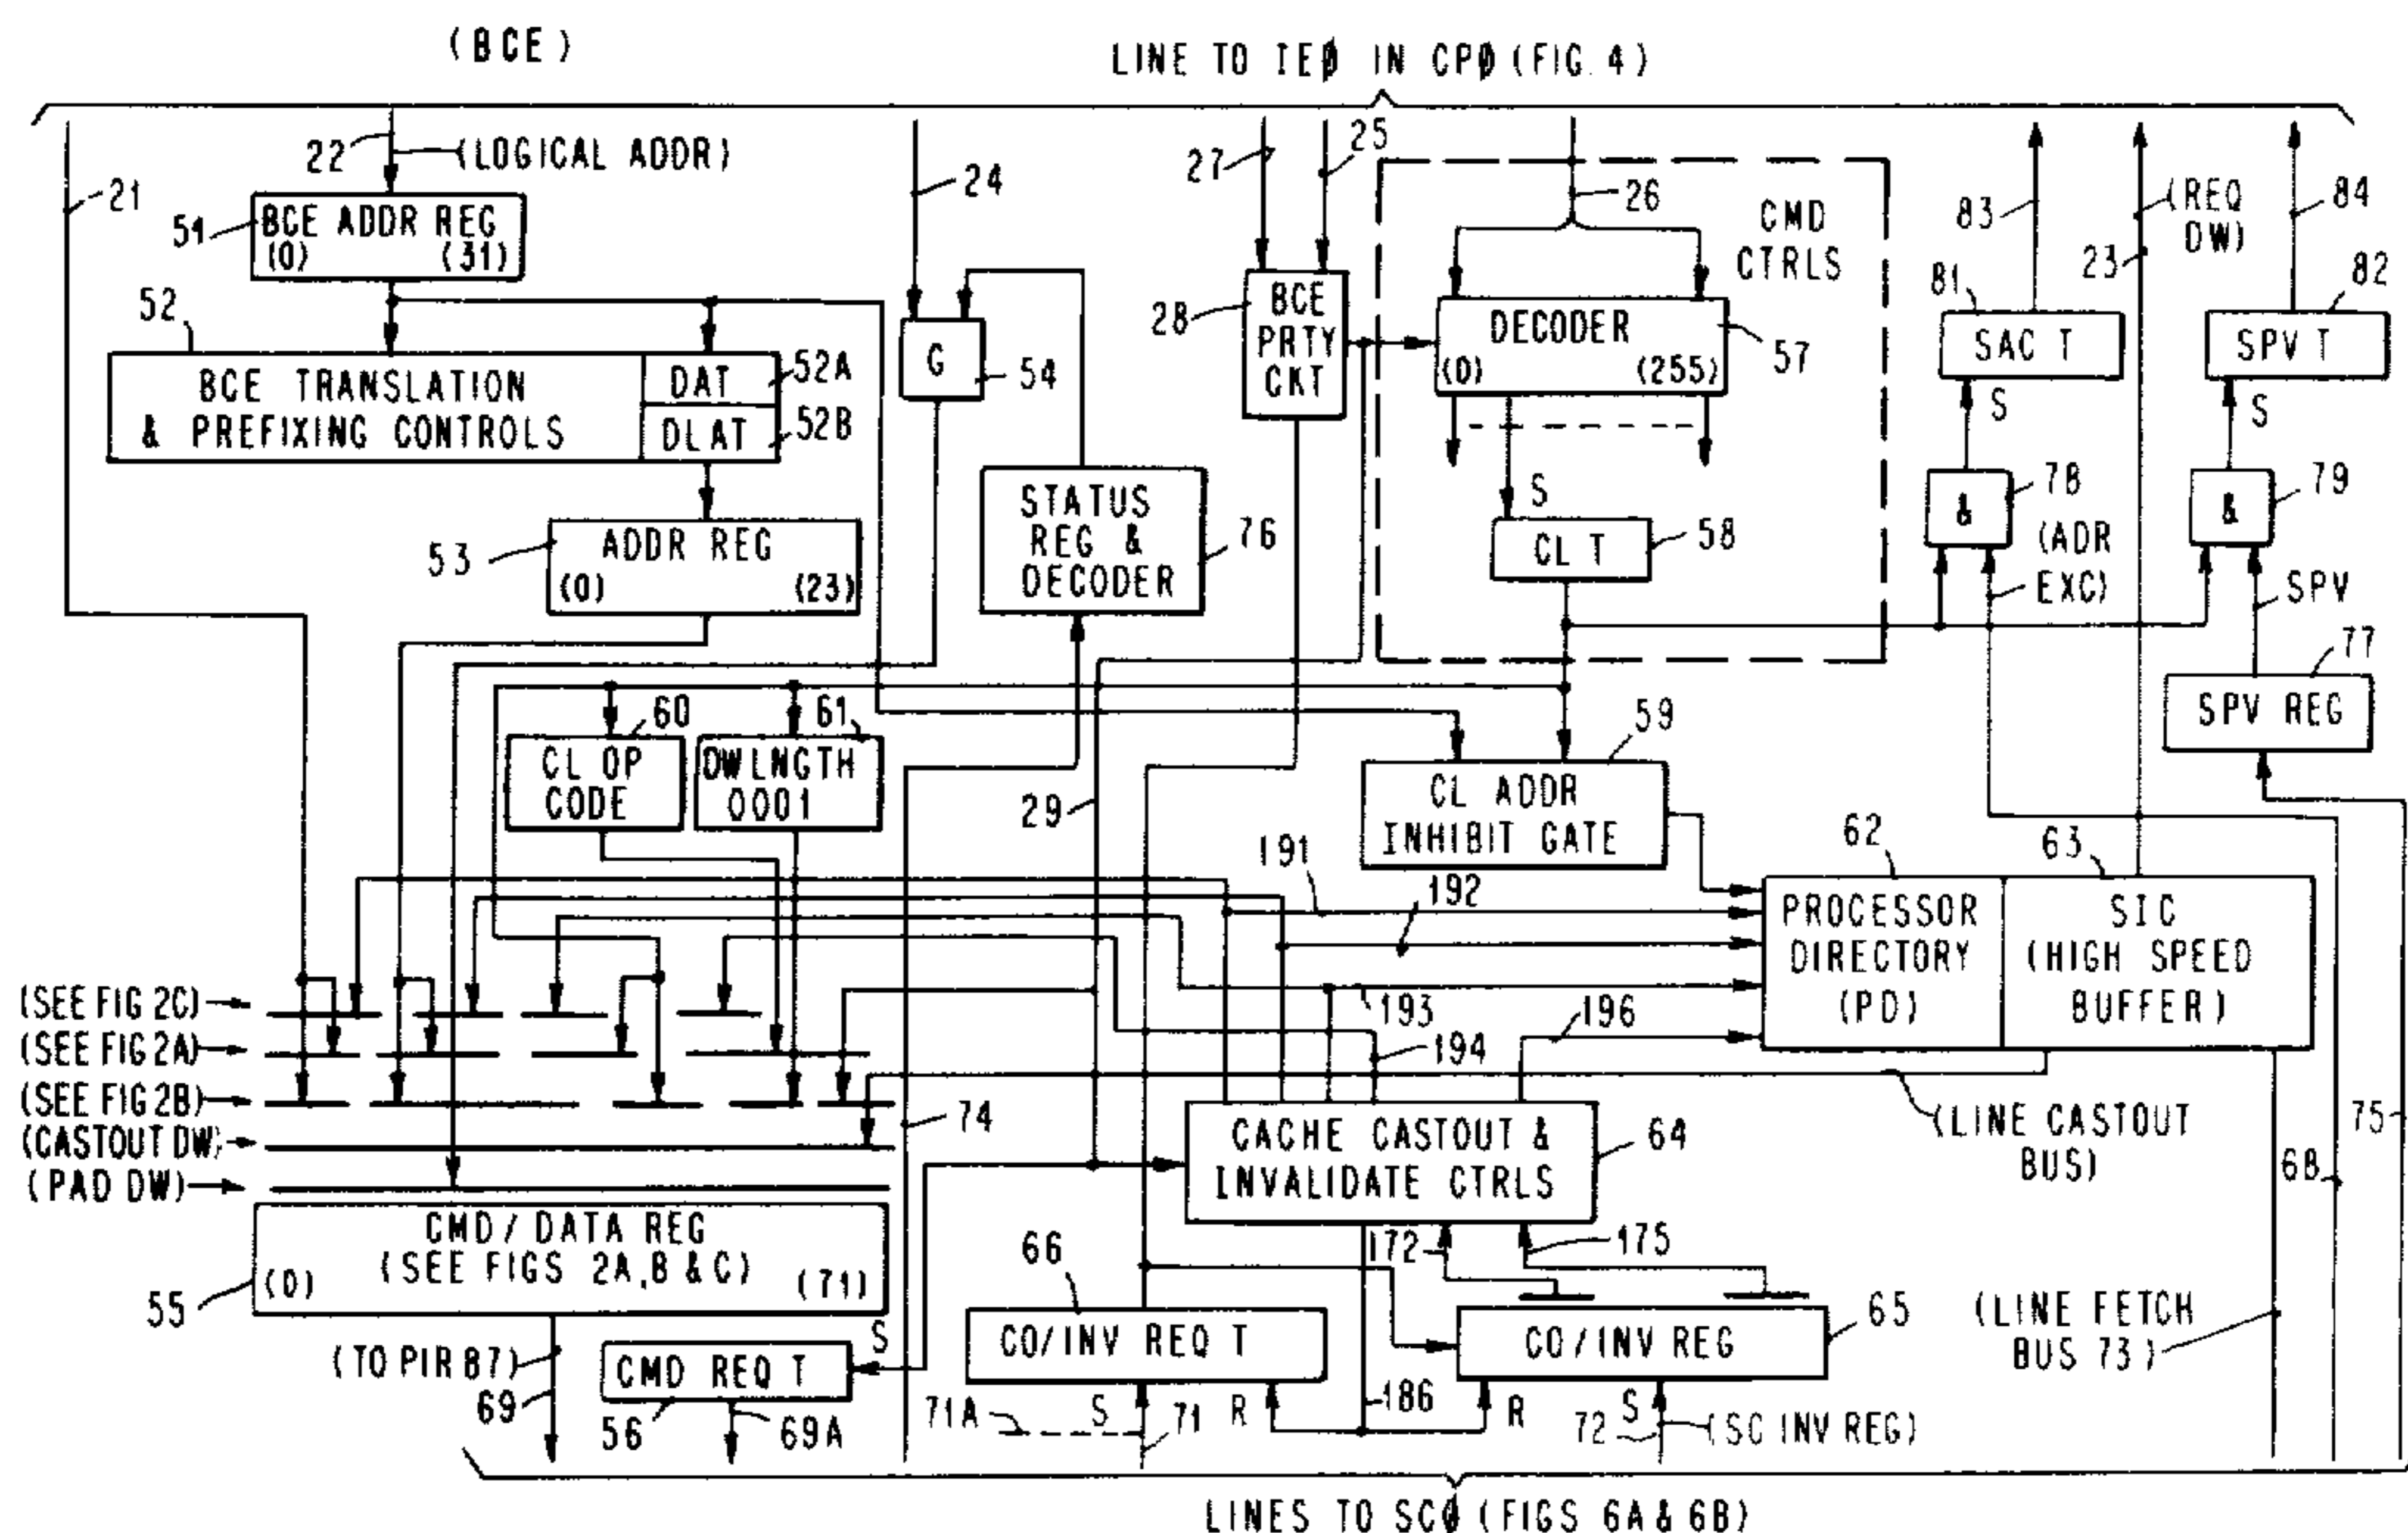 (BCE)
LINE TO IEØ IN CPØ (FIG. 4)
21
22
(LOGICAL ADDR)
24
27
25
26
83
(REQ DW)
23
84
51
BCE ADDR REG
(0) (31)
52
BCE TRANSLATION
& PREFIXING CONTROLS
DAT
52A
DLAT
52B
G
54
28
BCE
PRTY
CKT
CMD
CTRLS
DECODER
(0) (255)
57
81
SAC T
S
82
SPV T
S
53
ADDR REG
(0) (23)
STATUS
REG &
DECODER
76
S
CL T
58
&
78
(ADR
EXC)
&
79
SPV
77
SPV REG
60
CL OP
CODE
61
DWLNGTH
0001
29
59
CL ADDR
INHIBIT GATE
191
192
193
194
196
62
PROCESSOR
DIRECTORY
(PD)
63
SIC
(HIGH SPEED
BUFFER)
(SEE FIG 2C)
(SEE FIG 2A)
(SEE FIG 2B)
(CASTOUT DW)
(PAD DW)
74
CACHE CASTOUT &
INVALIDATE CTRLS
64
(LINE CASTOUT
BUS)
68
75
CMD/DATA REG
(SEE FIGS 2A,B & C)
(0) (71)
55
66
CO/INV REQ T
172
175
CO/INV REG
65
(LINE FETCH
BUS 73)
(TO PIR 87)
69
S
CMD REQ T
56
69A
71A
S
71
R
186
R
72
S
(SC INV REG)
LINES TO SCØ (FIGS 6A & 6B)